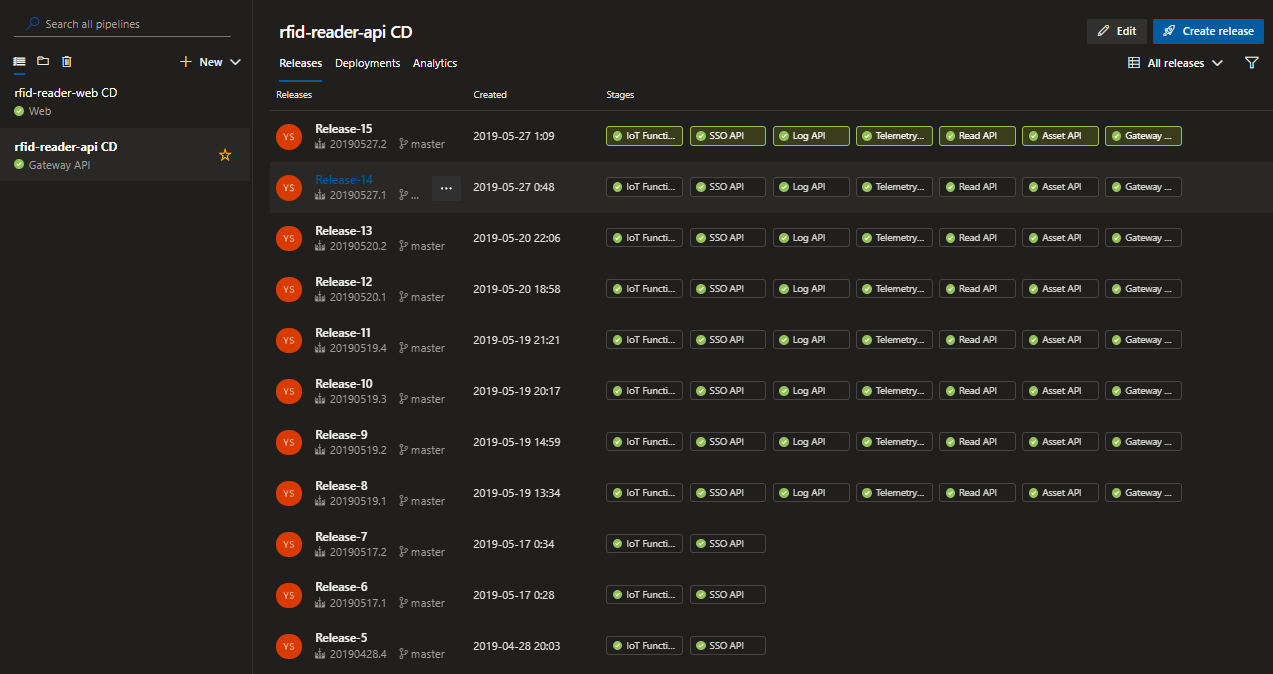 Search all pipelines
New
rfid-reader-web CD
Web
rfid-reader-api CD
Gateway API
rfid-reader-api CD
Edit
Create release
Releases Deployments Analytics
All releases
Releases Created Stages
YS Release-15 20190527.2 master 2019-05-27 1:09 IoT Functi... SSO API Log API Telemetry... Read API Asset API Gateway ...
YS Release-14 20190527.1 ... ... 2019-05-27 0:48 IoT Functi... SSO API Log API Telemetry... Read API Asset API Gateway ...
YS Release-13 20190520.2 master 2019-05-20 22:06 IoT Functi... SSO API Log API Telemetry... Read API Asset API Gateway ...
YS Release-12 20190520.1 master 2019-05-20 18:58 IoT Functi... SSO API Log API Telemetry... Read API Asset API Gateway ...
YS Release-11 20190519.4 master 2019-05-19 21:21 IoT Functi... SSO API Log API Telemetry... Read API Asset API Gateway ...
YS Release-10 20190519.3 master 2019-05-19 20:17 IoT Functi... SSO API Log API Telemetry... Read API Asset API Gateway ...
YS Release-9 20190519.2 master 2019-05-19 14:59 IoT Functi... SSO API Log API Telemetry... Read API Asset API Gateway ...
YS Release-8 20190519.1 master 2019-05-19 13:34 IoT Functi... SSO API Log API Telemetry... Read API Asset API Gateway ...
YS Release-7 20190517.2 master 2019-05-17 0:34 IoT Functi... SSO API
YS Release-6 20190517.1 master 2019-05-17 0:28 IoT Functi... SSO API
YS Release-5 20190428.4 master 2019-04-28 20:03 IoT Functi... SSO API